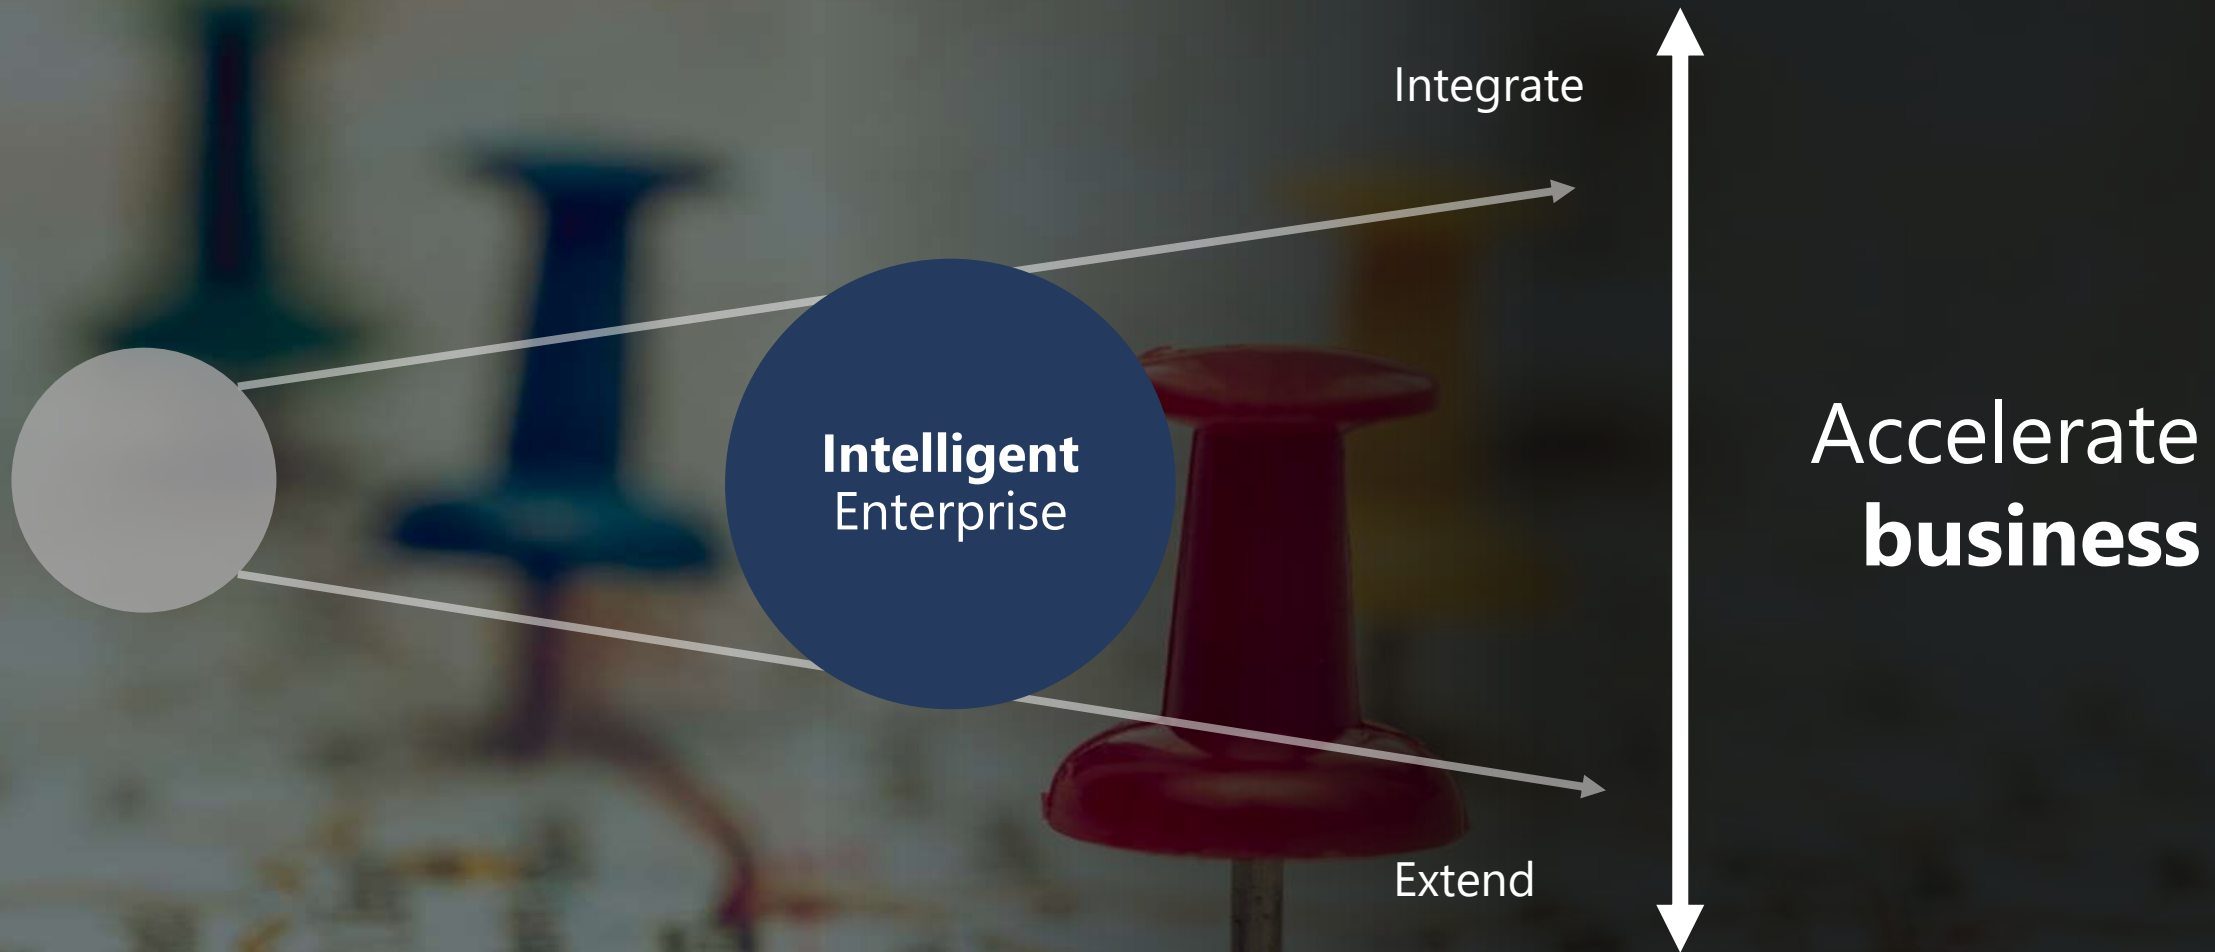 Integrate
Intelligent
Enterprise
Accelerate
business
Extend